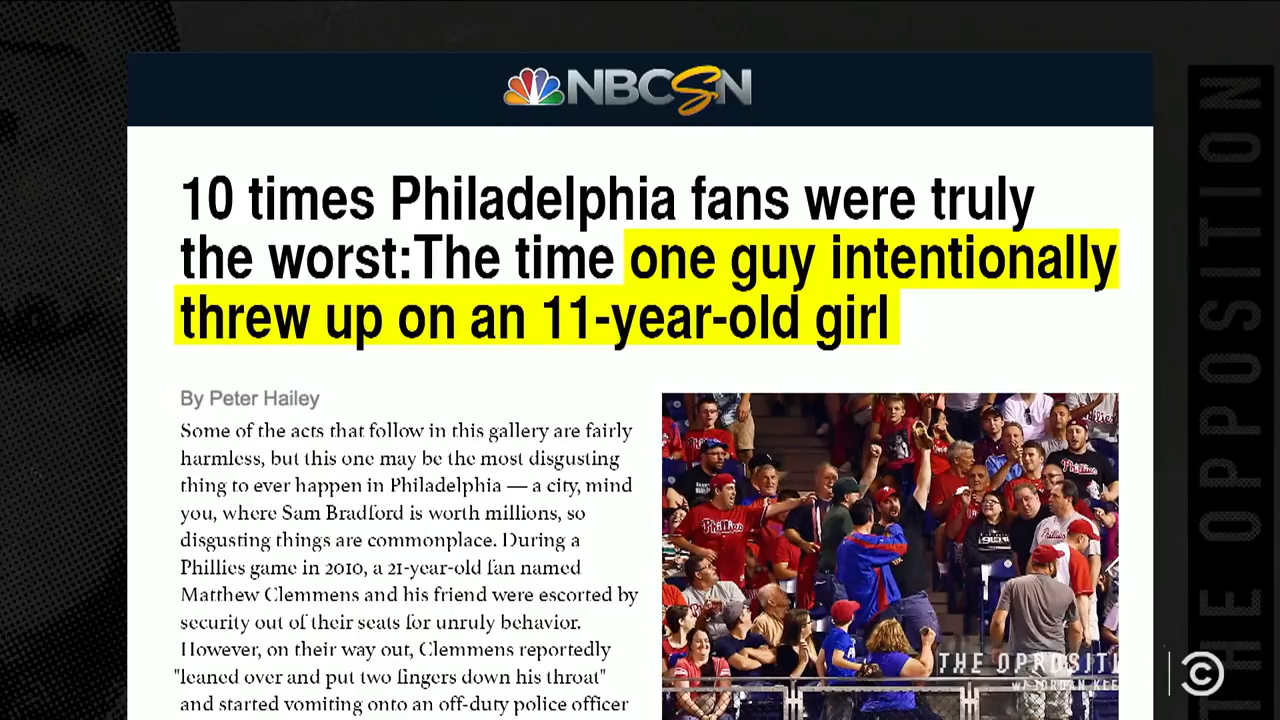 NBCSN
10 times Philadelphia fans were truly
the worst:The time one guy intentionally
threw up on an 11-year-old girl
By Peter Hailey
Some of the acts that follow in this gallery are fairly
harmless, but this one may be the most disgusting
thing to ever happen in Philadelphia — a city, mind
you, where Sam Bradford is worth millions, so
disgusting things are commonplace. During a
Phillies game in 2010, a 21-year-old fan named
Matthew Clemmens and his friend were escorted by
security out of their seats for unruly behavior.
However, on their way out, Clemmens reportedly
"leaned over and put two fingers down his throat"
and started vomiting onto an off-duty police officer
Phillies
Phillies
Phillies
THE OPPOSITI
W/ JORDAN KLE
THE OPPOSITION